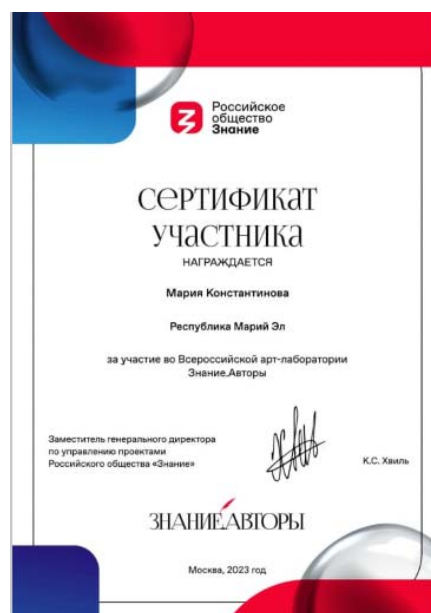 Российское
общество
Знание
СЕРТИФИКАТ
УЧАСТНИКА
НАГРАЖДАЕТСЯ
Мария Константинова
Республика Марий Эл
за участие во Всероссийской арт-лаборатории
Знание.Авторы
Заместитель генерального директора
по управлению проектами
Российского общества «Знание»
К.С. Хвиль
ЗНАНИЕ.АВТОРЫ
Москва, 2023 год